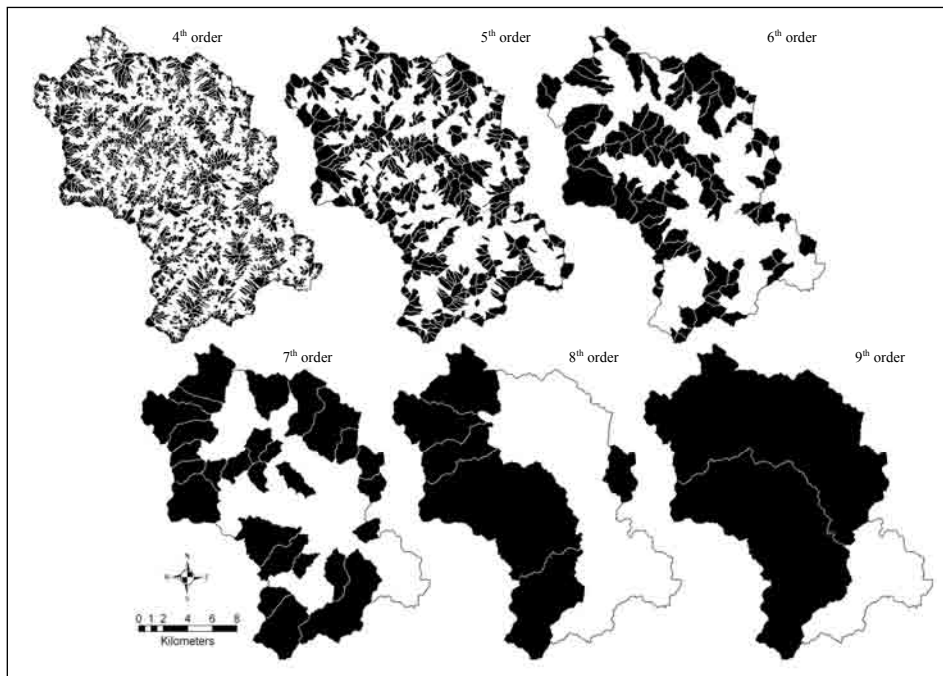 4th order
5th order
6th order
7th order
8th order
9th order
N
S
0 1 2 4 6 8
Kilometers